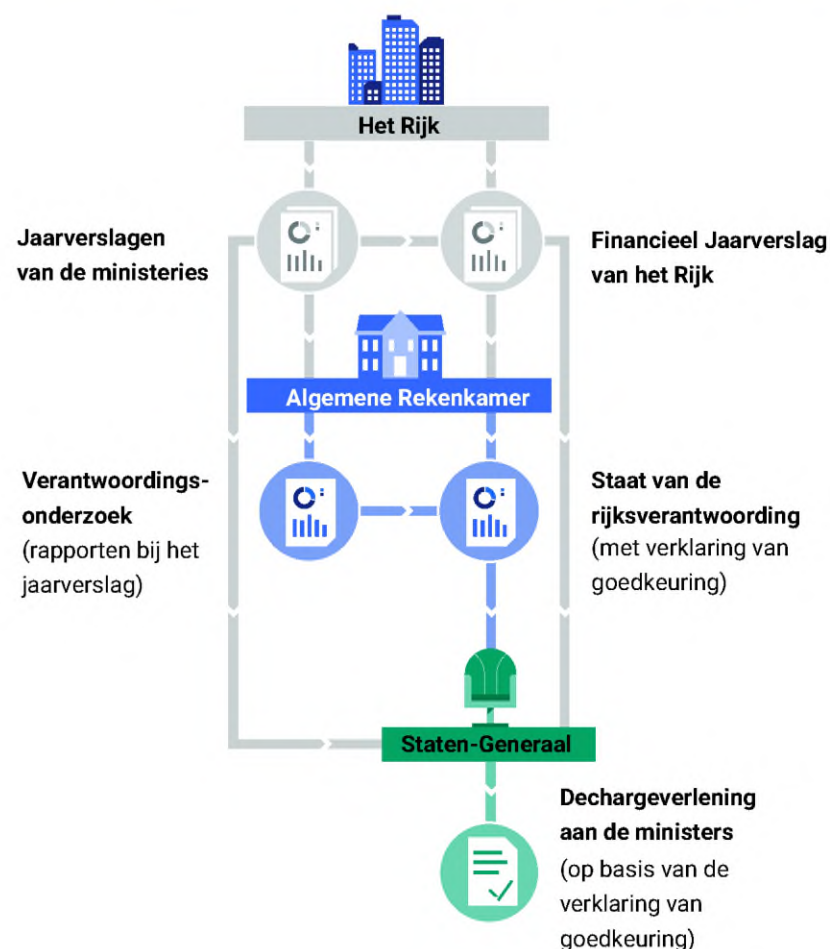 Het Rijk
Jaarverslagen
van de ministeries
Financieel Jaarverslag
van het Rijk
Algemene Rekenkamer
Verantwoordings-
onderzoek
(rapporten bij het
jaarverslag)
Staat van de
rijksverantwoording
(met verklaring van
goedkeuring)
Staten-Generaal
Dechargeverlening
aan de ministers
(op basis van de
verklaring van
goedkeuring)